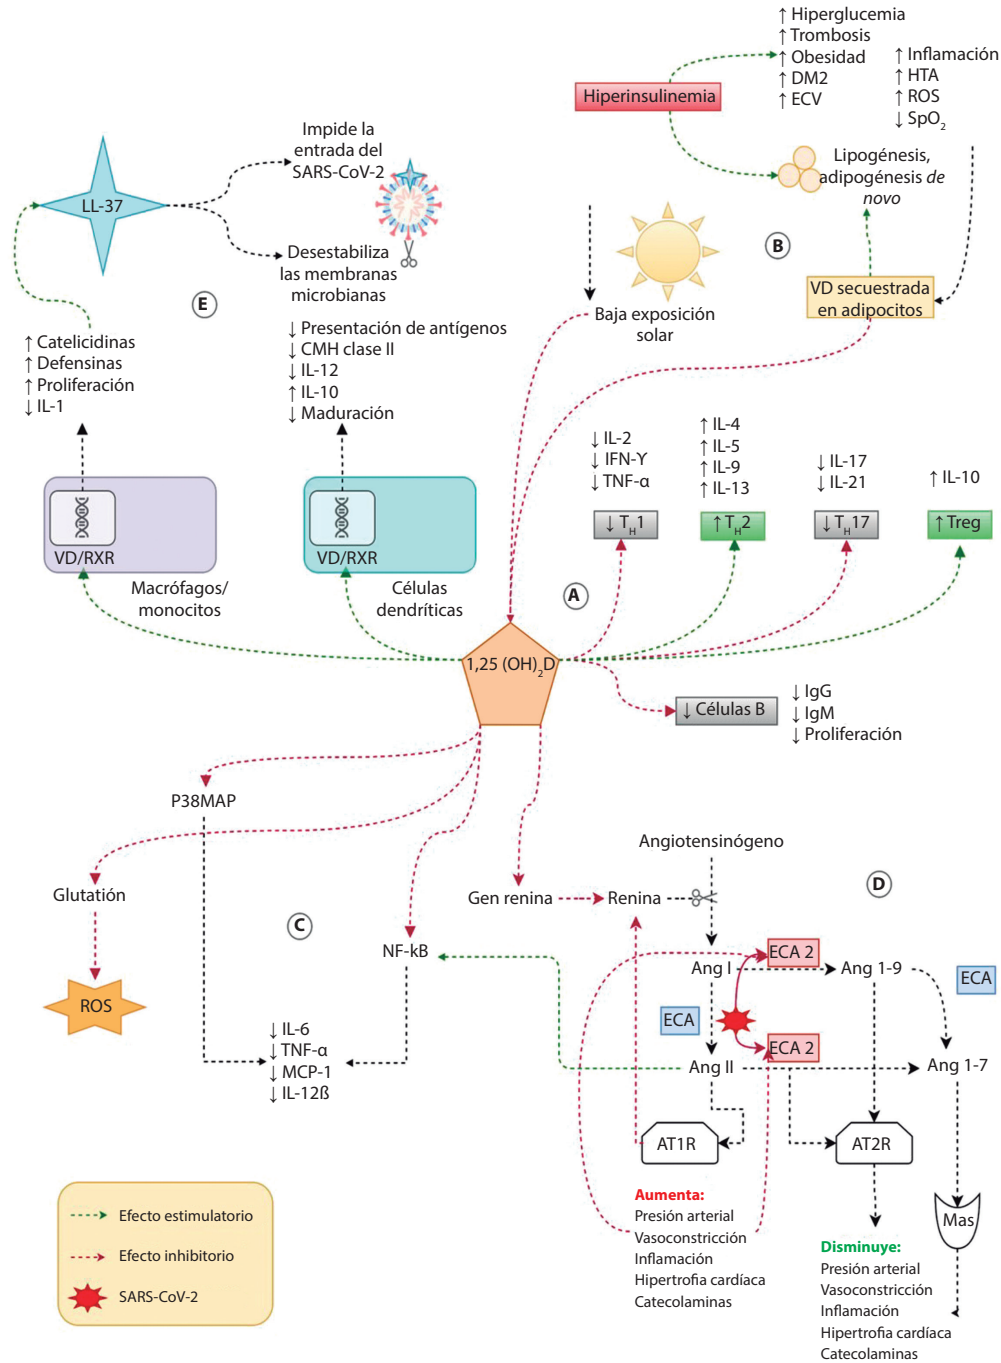 ↑ Hiperglucemia
↑ Trombosis
↑ Obesidad
↑ DM2
↑ ECV
↑ Inflamación
↑ HTA
↑ ROS
↓ SpO₂
Hiperinsulinemia
Impide la
entrada del
SARS-CoV-2
Lipogénesis,
adipogénesis de
novo
LL-37
B
Desestabiliza
las membranas
microbianas
VD secuestrada
en adipocitos
E
Baja exposición
solar
↑ Catelicidinas
↑ Defensinas
↑ Proliferación
↓ IL-1
↓ Presentación de antígenos
↓ CMH clase II
↓ IL-12
↑ IL-10
↓ Maduración
↓ IL-2
↓ IFN-ϒ
↓ TNF-α
↑ IL-4
↑ IL-5
↑ IL-9
↑ IL-13
↓ IL-17
↓ IL-21
↑ IL-10
↓ TH1
↑ TH2
↓ TH17
↑ Treg
VD/RXR
Macrófagos/
monocitos
VD/RXR
Células
dendríticas
A
1,25 (OH)₂D
↓ Células B
↓ IgG
↓ IgM
↓ Proliferación
P38MAP
Angiotensinógeno
Glutatión
Gen renina
Renina
D
C
NF-kB
ECA 2
Ang I
Ang 1-9
ECA
ROS
ECA
↓ IL-6
↓ TNF-α
↓ MCP-1
↓ IL-12ß
ECA 2
Ang II
Ang 1-7
AT1R
AT2R
Aumenta:
Presión arterial
Vasoconstricción
Inflamación
Hipertrofia cardíaca
Catecolaminas
Mas
Disminuye:
Presión arterial
Vasoconstricción
Inflamación
Hipertrofia cardíaca
Catecolaminas
Efecto estimulatorio
Efecto inhibitorio
SARS-CoV-2